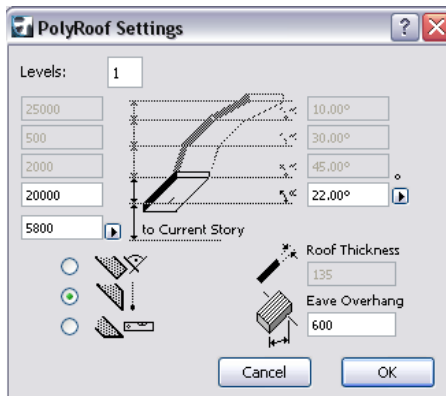 PolyRoof Settings
Levels: 1
25000 10.00°
500 30.00°
2000 45.00°
20000 22.00° °
5800 to Current Story
Roof Thickness
135
Eave Overhang
600
Cancel OK